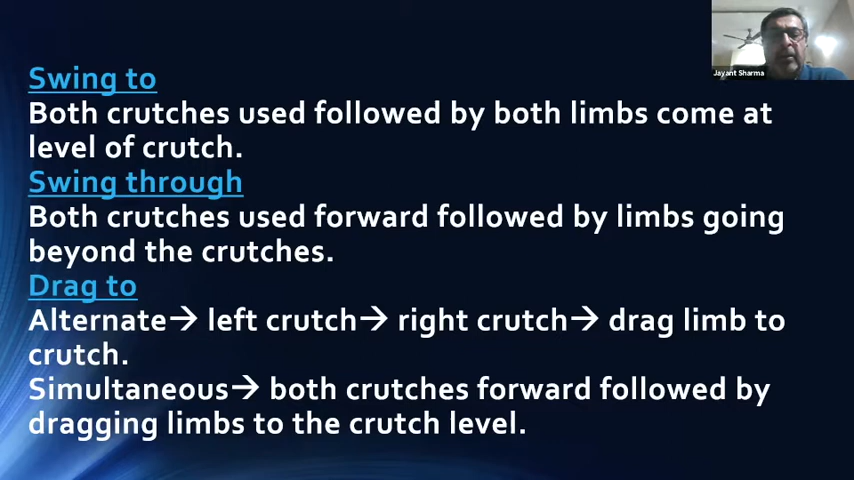 Jayant Sharma
Swing to
Both crutches used followed by both limbs come at
level of crutch.
Swing through
Both crutches used forward followed by limbs going
beyond the crutches.
Drag to
Alternate→ left crutch→ right crutch→ drag limb to
crutch.
Simultaneous→ both crutches forward followed by
dragging limbs to the crutch level.